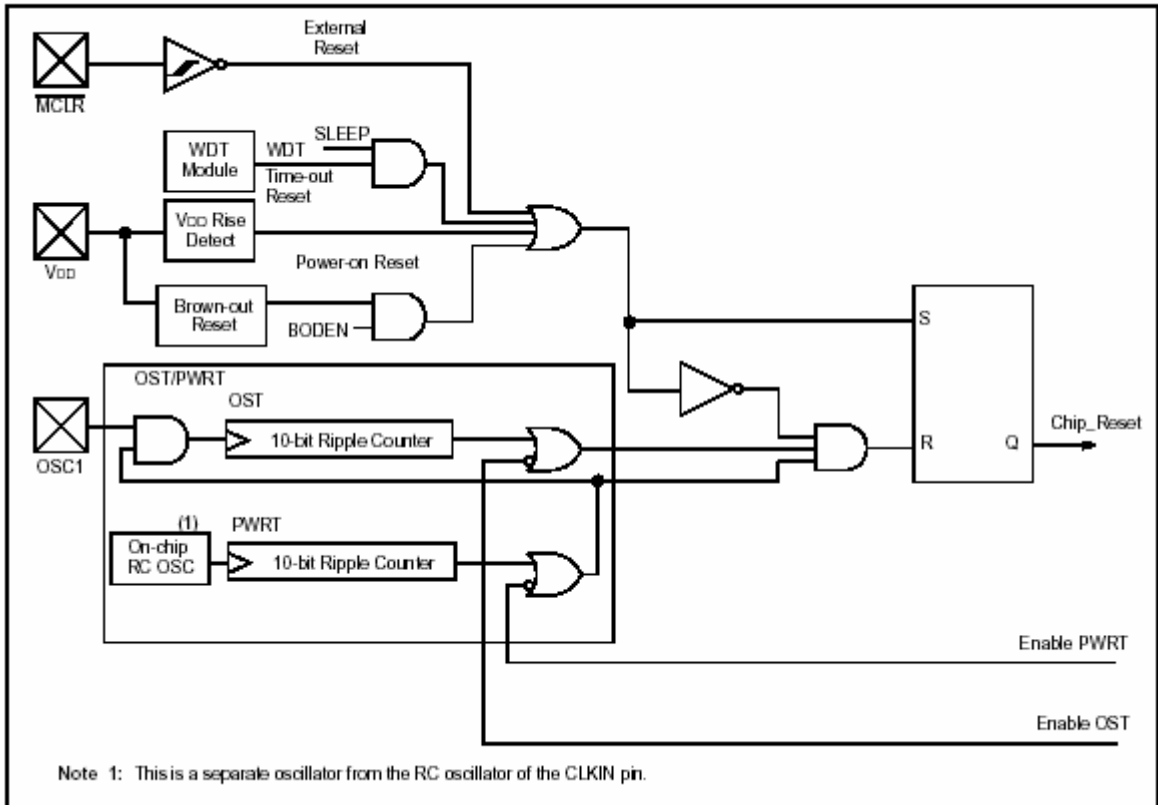 External
Reset
MCLR
SLEEP
WDT
Module
WDT
Time-out
Reset
VDD
VDD Rise
Detect
Power-on Reset
Brown-out
Reset
BODEN
OST/PWRT
OST
OSC1
10-bit Ripple Counter
(1)
On-chip
RC OSC
PWRT
10-bit Ripple Counter
S
R
Q
Chip_Reset
Enable PWRT
Enable OST
Note 1: This is a separate oscillator from the RC oscillator of the CLKIN pin.